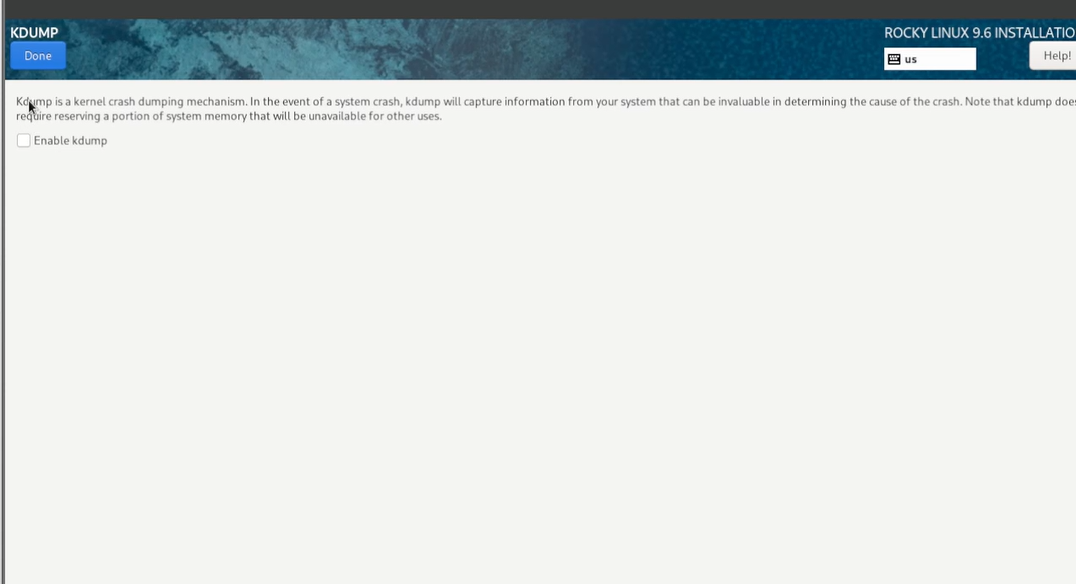 KDUMP
ROCKY LINUX 9.6 INSTALLATIO
Done
us
Help!
Kdump is a kernel crash dumping mechanism. In the event of a system crash, kdump will capture information from your system that can be invaluable in determining the cause of the crash. Note that kdump does
require reserving a portion of system memory that will be unavailable for other uses.
Enable kdump